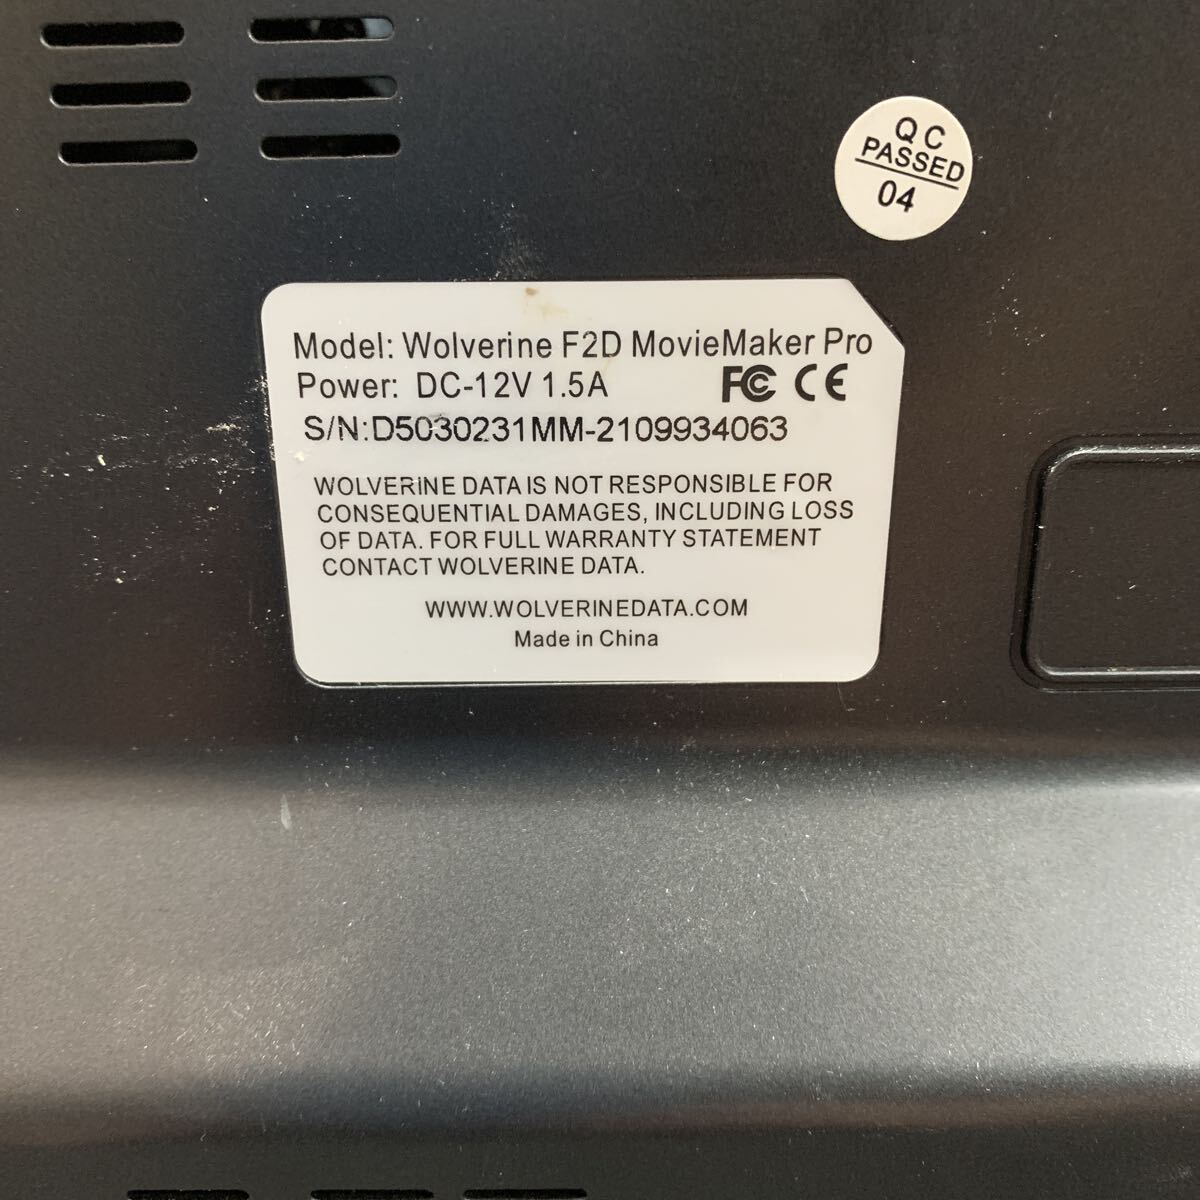 QC
PASSED
04
Model: Wolverine F2D MovieMaker Pro
Power: DC-12V 1.5A FC CE
S/N:D5030231MM-2109934063
WOLVERINE DATA IS NOT RESPONSIBLE FOR
CONSEQUENTIAL DAMAGES, INCLUDING LOSS
OF DATA. FOR FULL WARRANTY STATEMENT
CONTACT WOLVERINE DATA.
WWW.WOLVERINEDATA.COM
Made in China